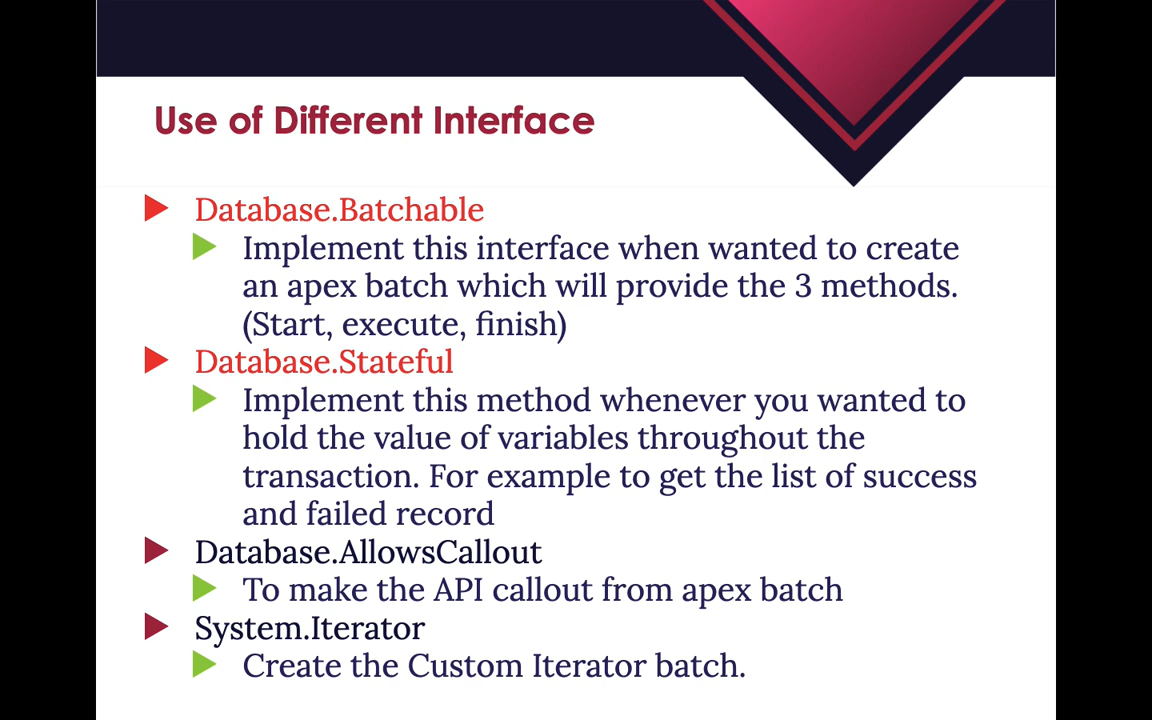 Use of Different Interface
Database.Batchable
Implement this interface when wanted to create
an apex batch which will provide the 3 methods.
(Start, execute, finish)
Database.Stateful
Implement this method whenever you wanted to
hold the value of variables throughout the
transaction. For example to get the list of success
and failed record
Database.AllowsCallout
To make the API callout from apex batch
System.Iterator
Create the Custom Iterator batch.